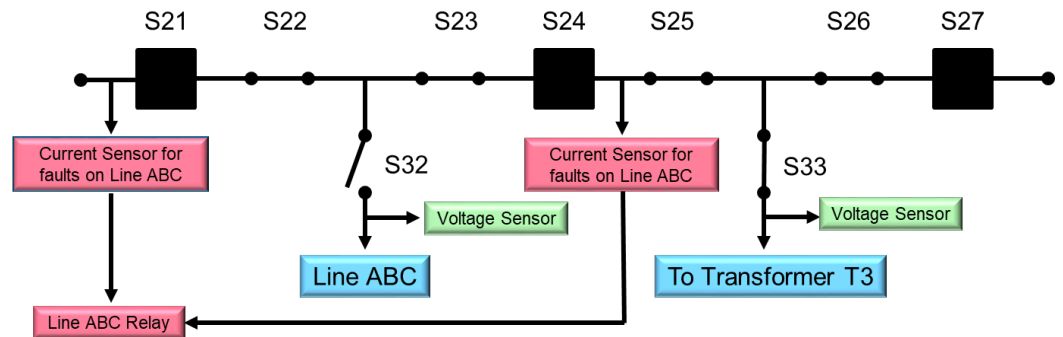 S21
S22
S23
S24
S25
S26
S27
Current Sensor for
faults on Line ABC
S32
Current Sensor for
faults on Line ABC
S33
Voltage Sensor
Voltage Sensor
Line ABC
To Transformer T3
Line ABC Relay